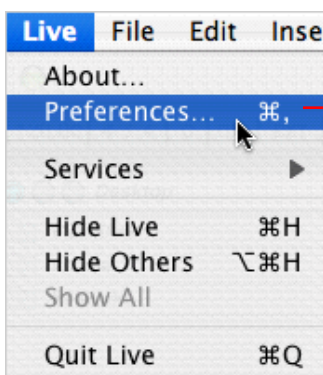 Live File Edit Inse
About...
Preferences... ⌘,
Services
Hide Live ⌘H
Hide Others ⌥⌘H
Show All
Quit Live ⌘Q